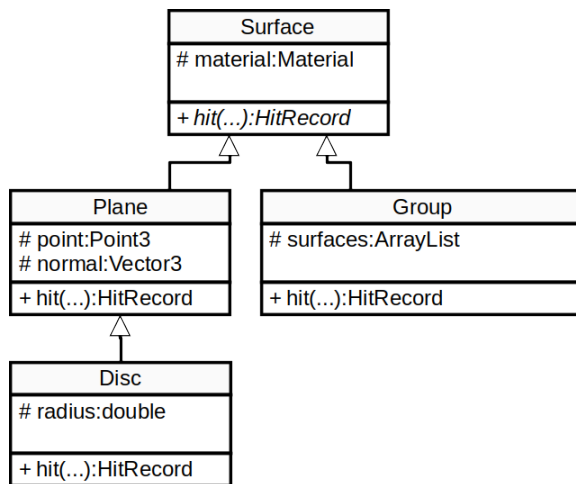 Surface
# material:Material
+ hit(...):HitRecord
Plane
# point:Point3
# normal:Vector3
+ hit(...):HitRecord
Group
# surfaces:ArrayList
+ hit(...):HitRecord
Disc
# radius:double
+ hit(...):HitRecord